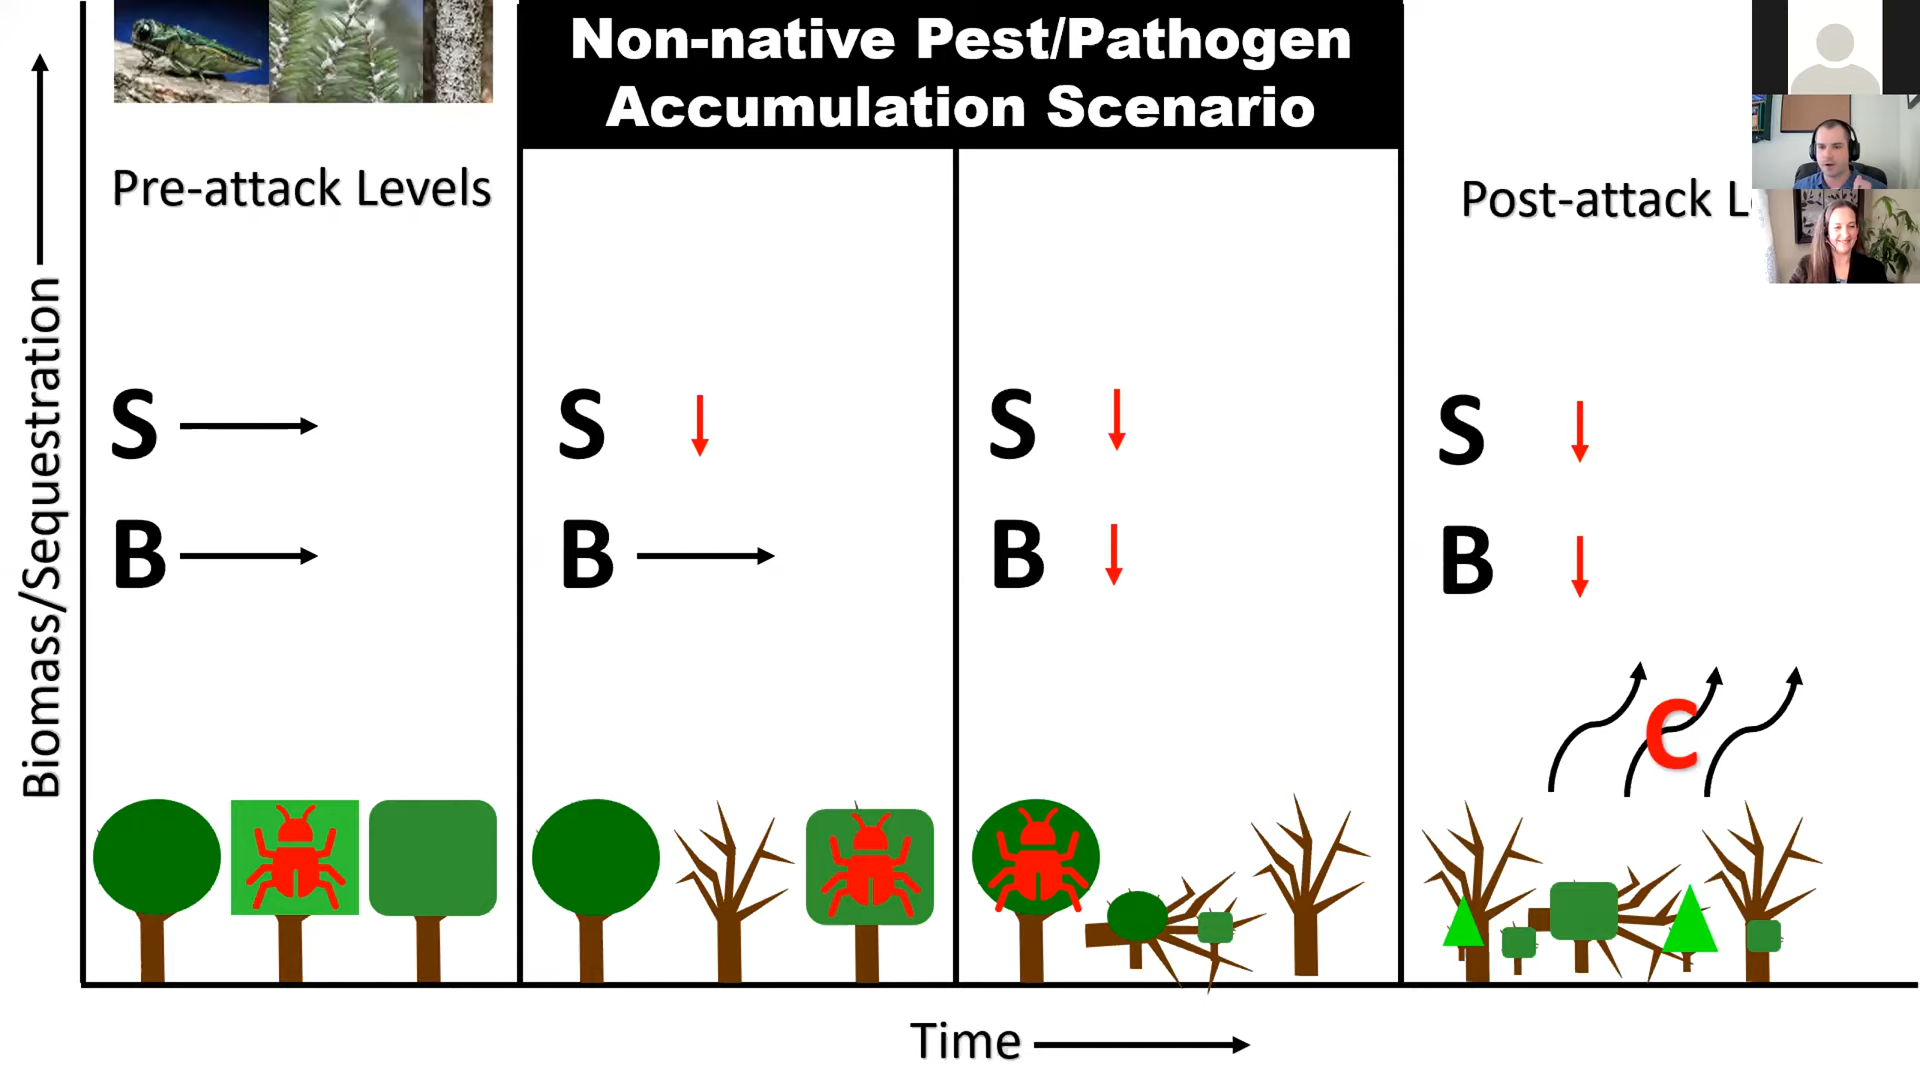 Non-native Pest/Pathogen
Accumulation Scenario
Pre-attack Levels
Post-attack
Biomass/Sequestration
S
S
S
S
B
B
B
B
C
Time